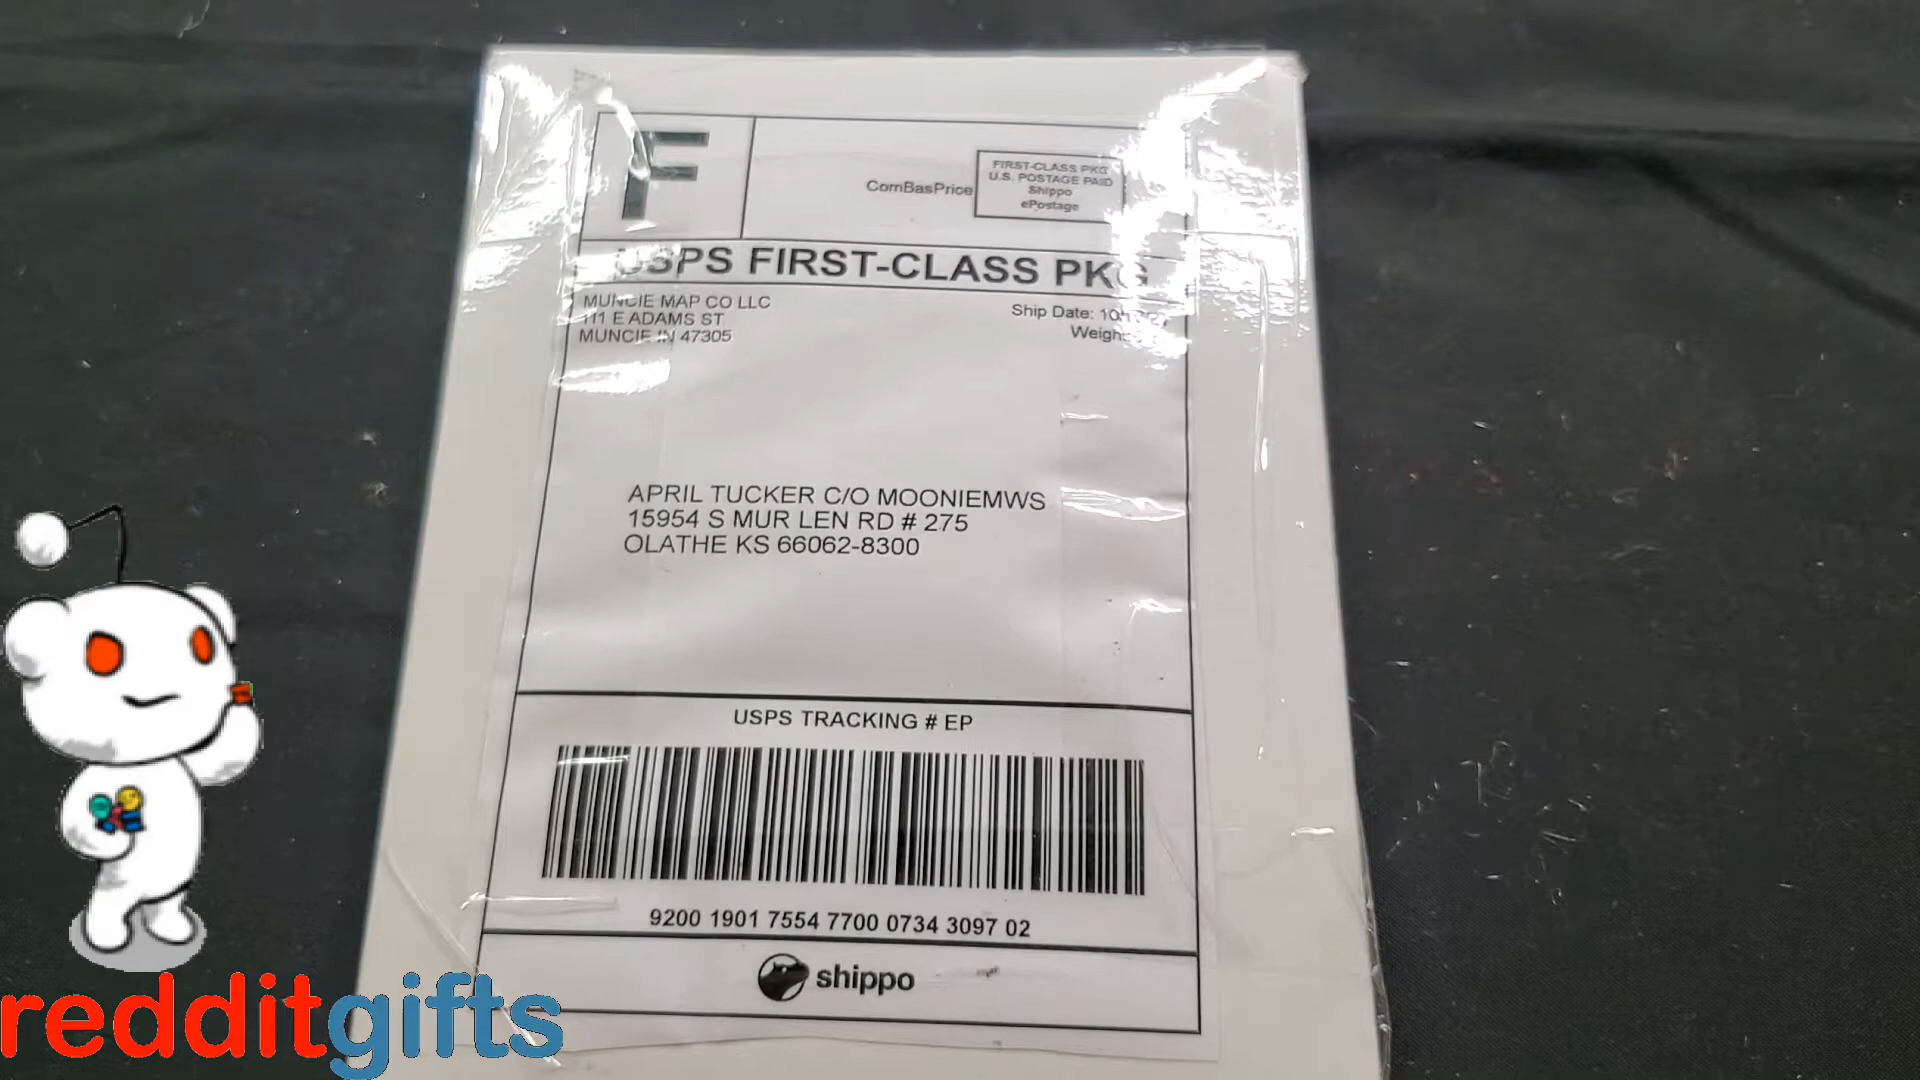 F
ComBasPrice
FIRST-CLASS PKG
U.S. POSTAGE PAID
Shippo
ePostage
USPS FIRST-CLASS PKG
MUNCIE MAP CO LLC
111 E ADAMS ST
MUNCIE IN 47305
Ship Date:
APRIL TUCKER C/O MOONIEMWS
15954 S MUR LEN RD # 275
OLATHE KS 66062-8300
USPS TRACKING # EP
9200 1901 7554 7700 0734 3097 02
shippo
redditgifts